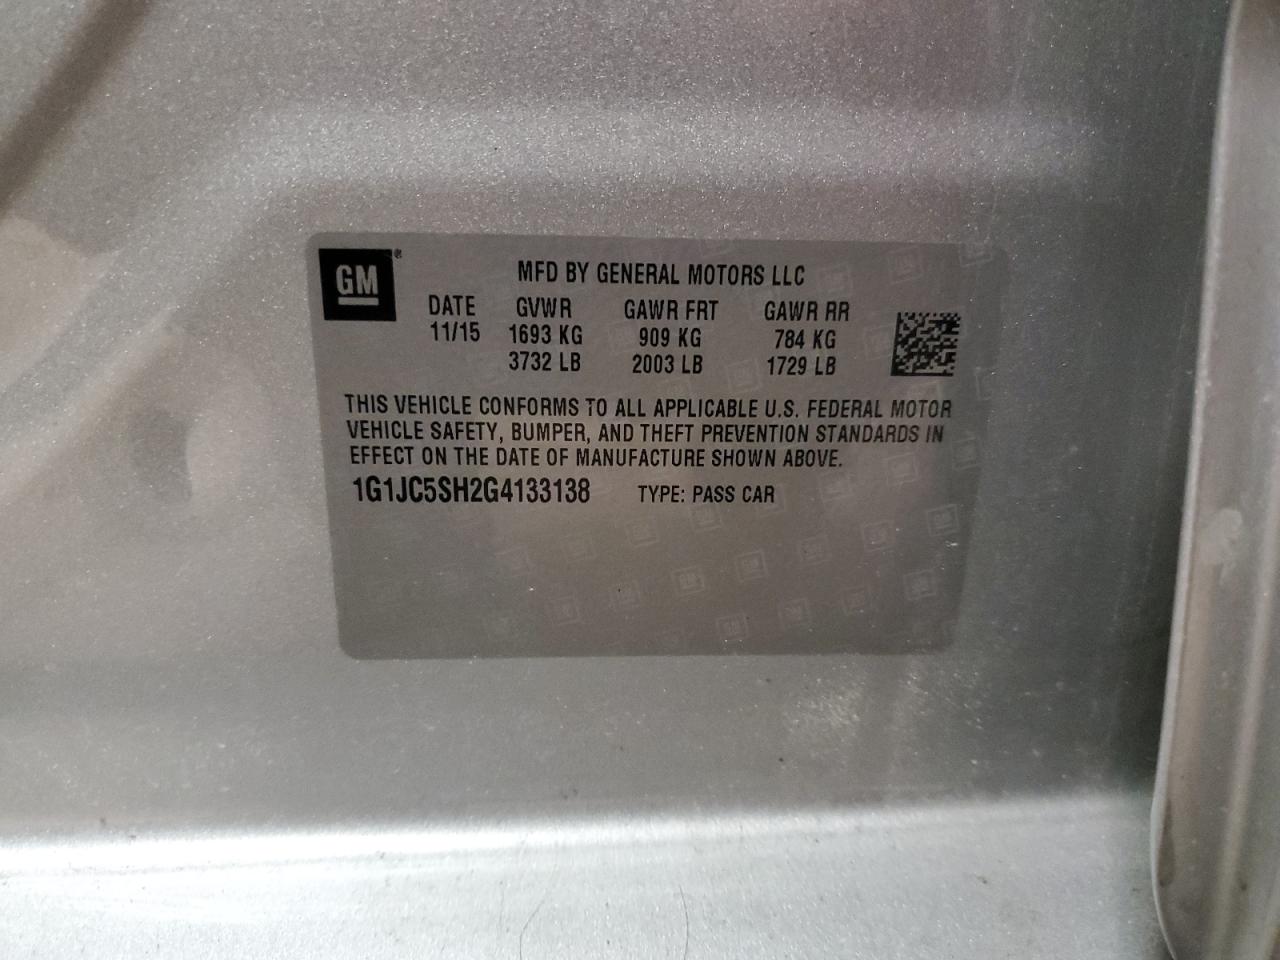 GM®
MFD BY GENERAL MOTORS LLC
DATE GVWR GAWR FRT GAWR RR
11/15 1693 KG 909 KG 784 KG
3732 LB 2003 LB 1729 LB
THIS VEHICLE CONFORMS TO ALL APPLICABLE U.S. FEDERAL MOTOR
VEHICLE SAFETY, BUMPER, AND THEFT PREVENTION STANDARDS IN
EFFECT ON THE DATE OF MANUFACTURE SHOWN ABOVE.
1G1JC5SH2G4133138 TYPE: PASS CAR